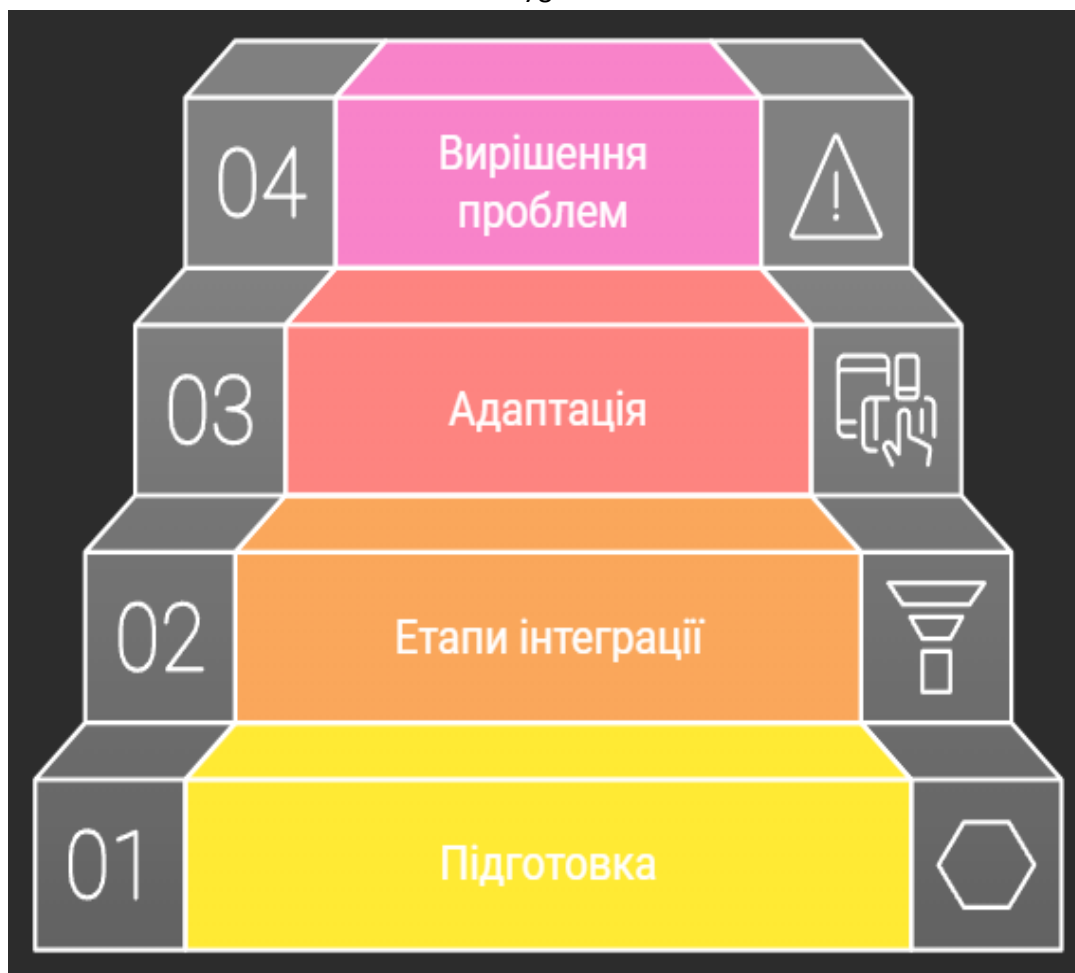 04
Вирішення
проблем
03
Адаптація
02
Етапи інтеграції
01
Підготовка